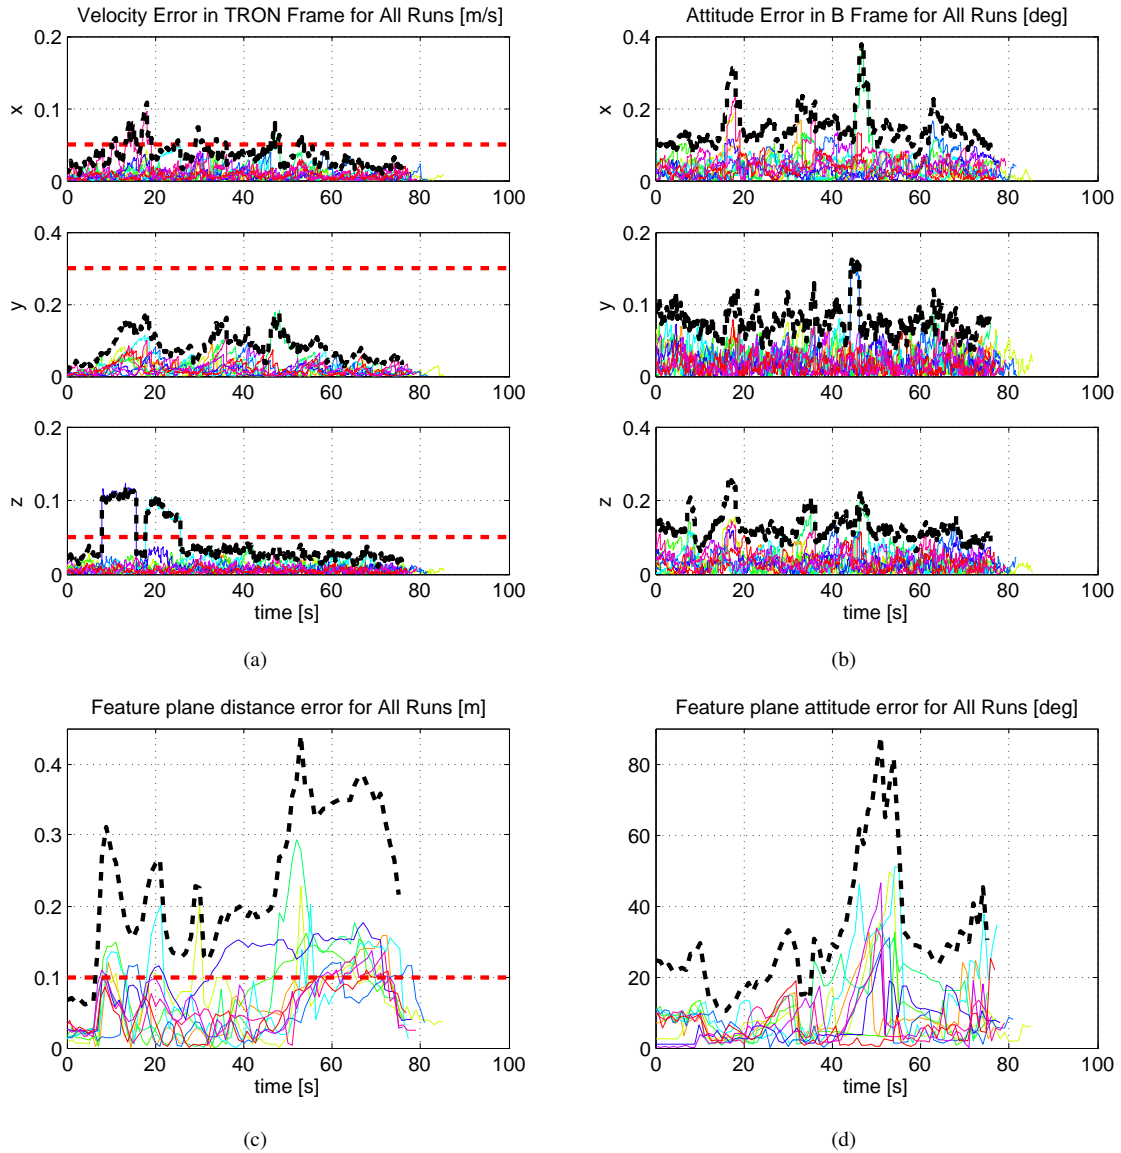 Velocity Error in TRON Frame for All Runs [m/s]
0.2
0.1
0
x
0 20 40 60 80 100
0.4
0.2
0
y
0 20 40 60 80 100
0.2
0.1
0
z
0 20 40 60 80 100
time [s]
(a)
Attitude Error in B Frame for All Runs [deg]
0.4
0.2
0
x
0 20 40 60 80 100
0.2
0.1
0
y
0 20 40 60 80 100
0.4
0.2
0
z
0 20 40 60 80 100
time [s]
(b)
Feature plane distance error for All Runs [m]
0.4
0.3
0.2
0.1
0
0 20 40 60 80 100
time [s]
(c)
Feature plane attitude error for All Runs [deg]
80
60
40
20
0
0 20 40 60 80 100
time [s]
(d)